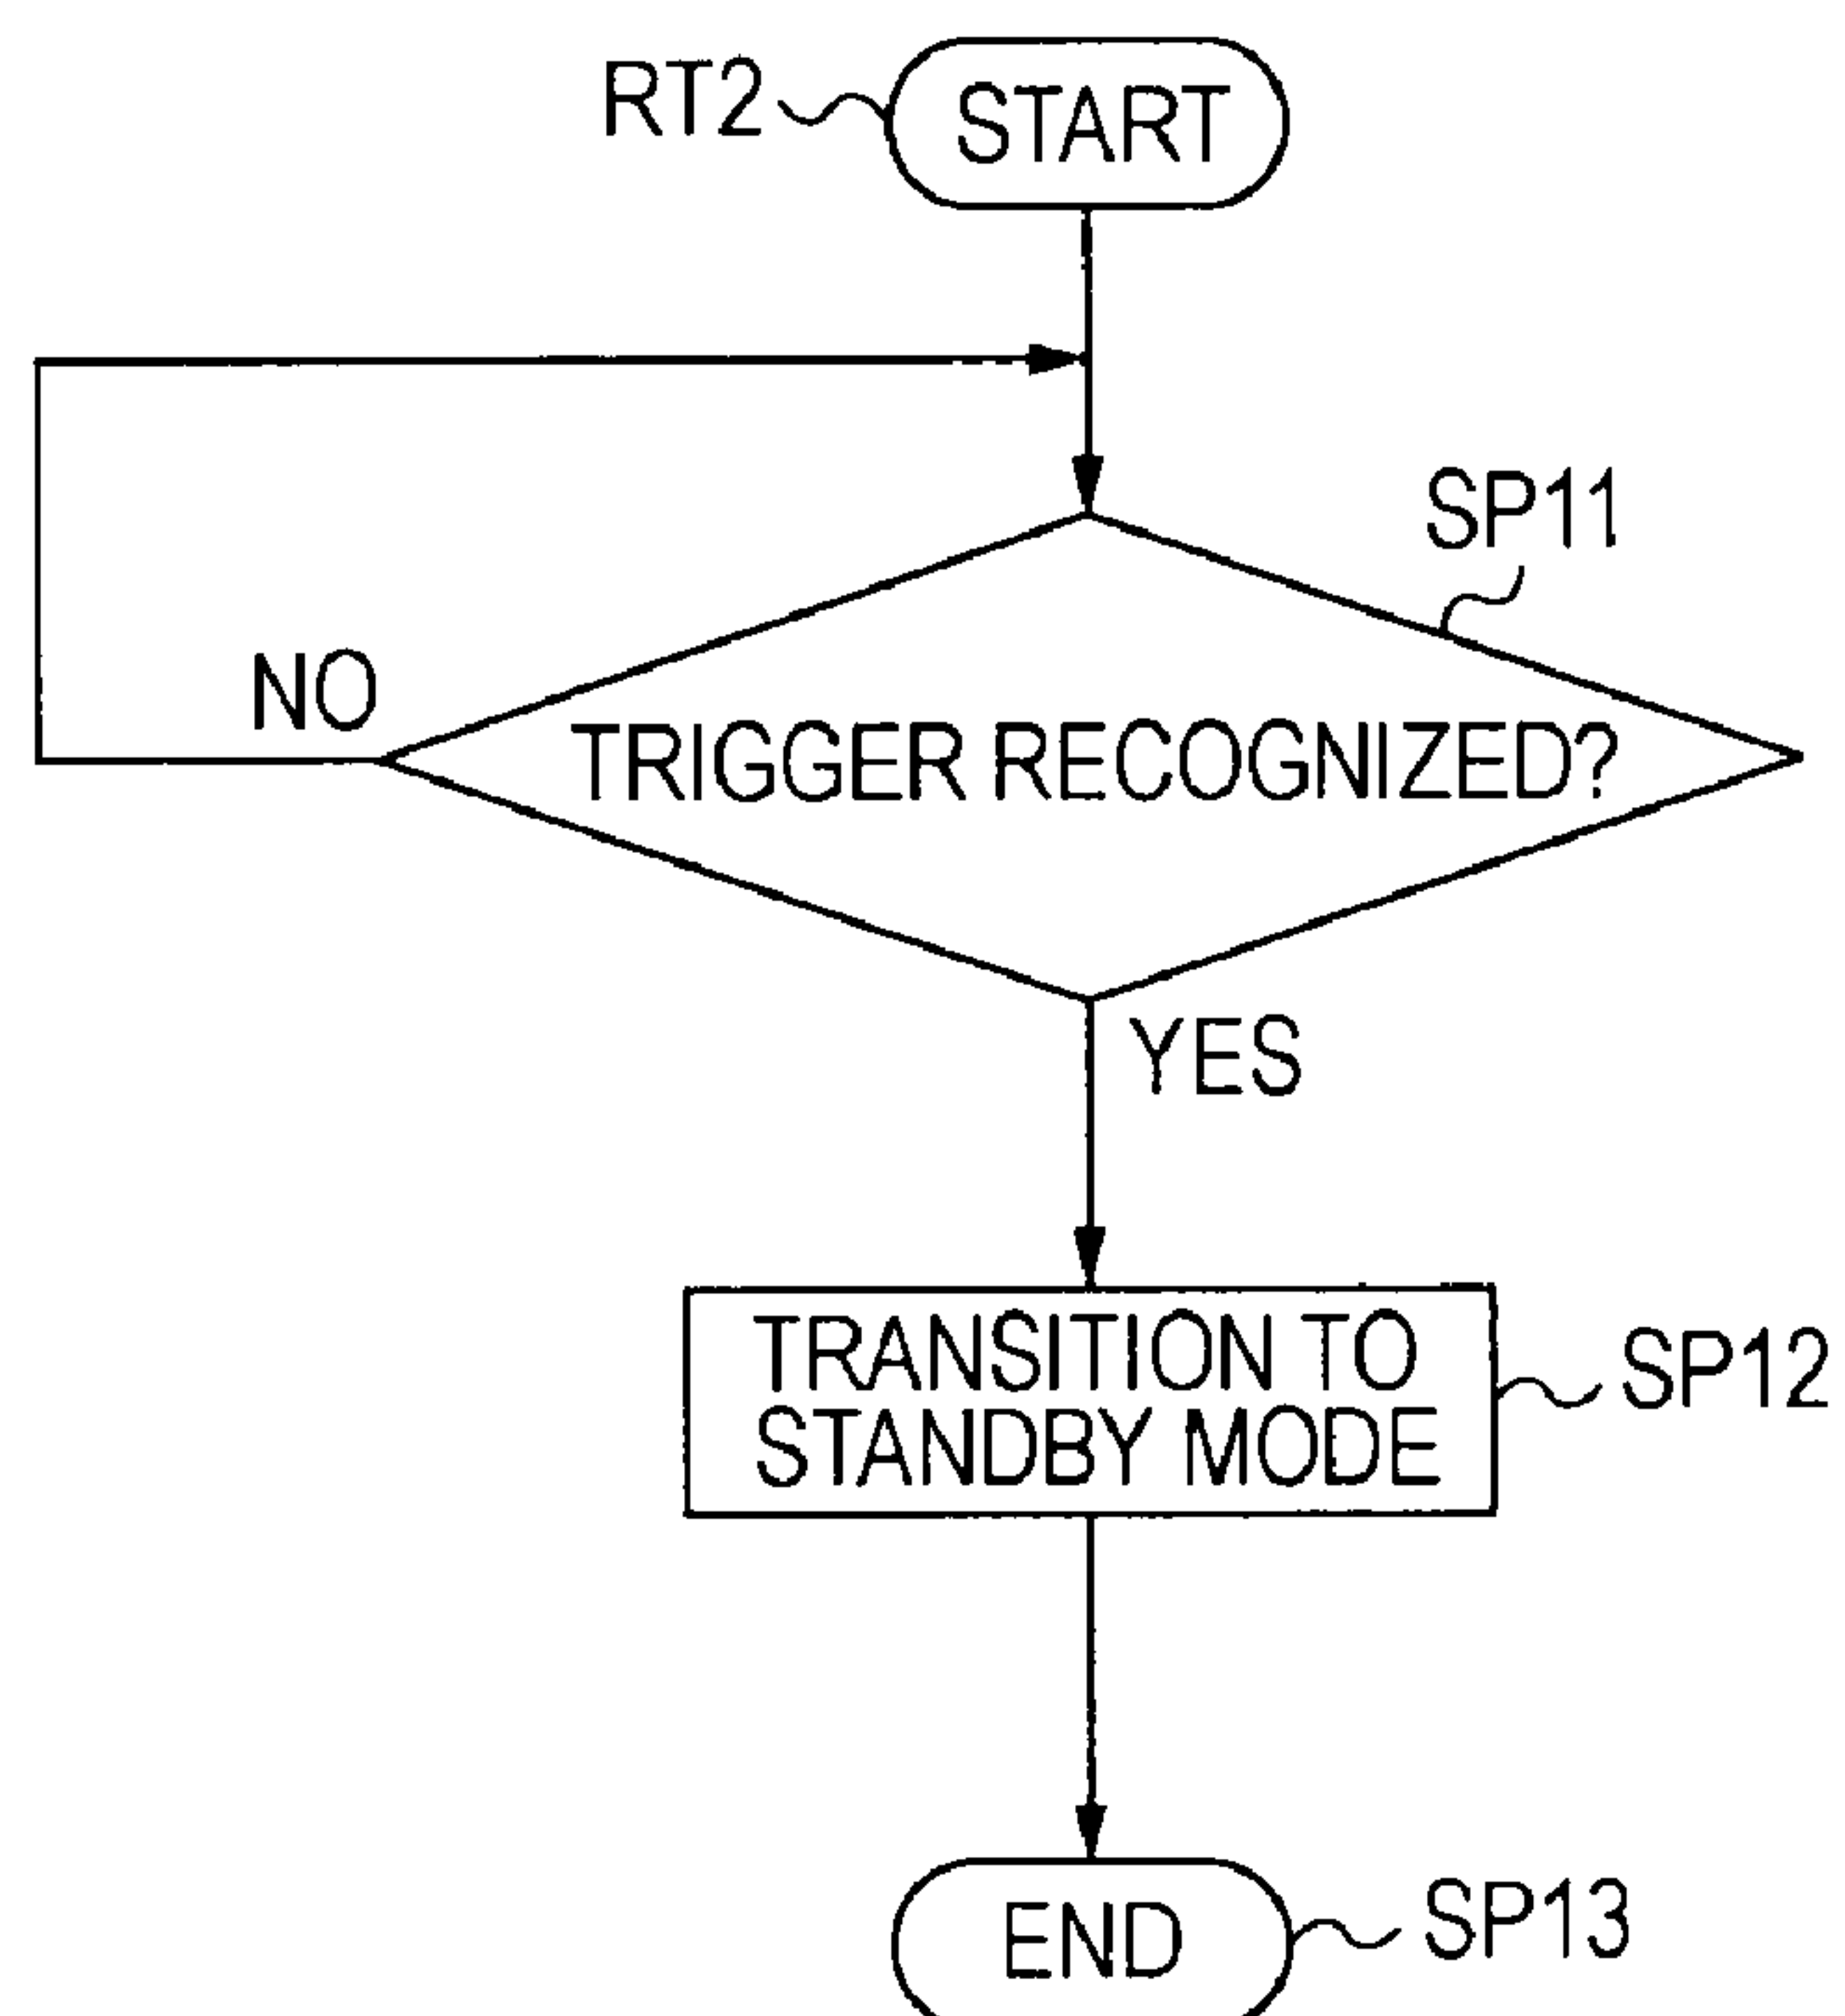 RT2
START
SP11
NO
TRIGGER RECOGNIZED?
YES
TRANSITION TO
STANDBY MODE
SP12
END
SP13